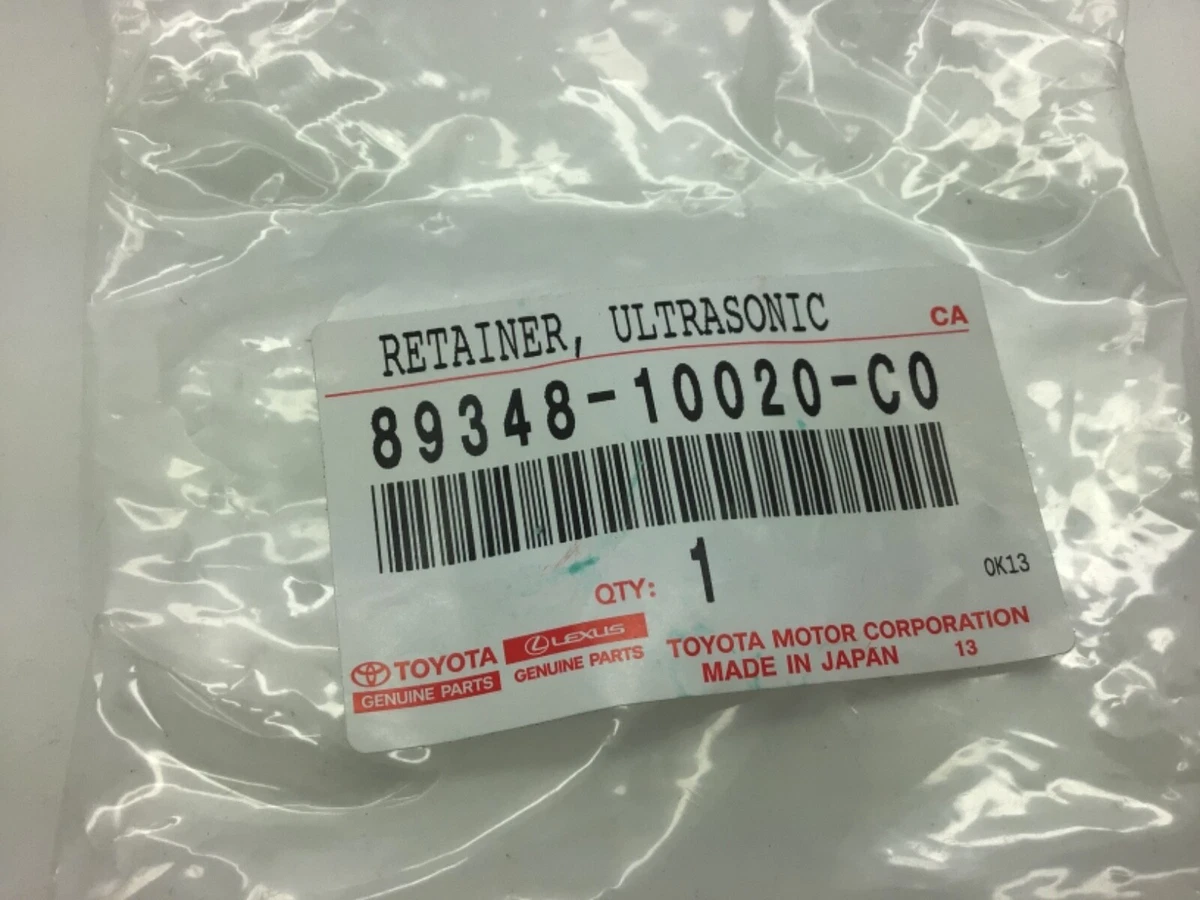 RETAINER, ULTRASONIC CA
89348-10020-C0
QTY: 1
0K13
TOYOTA
GENUINE PARTS
LEXUS
GENUINE PARTS
TOYOTA MOTOR CORPORATION
MADE IN JAPAN 13